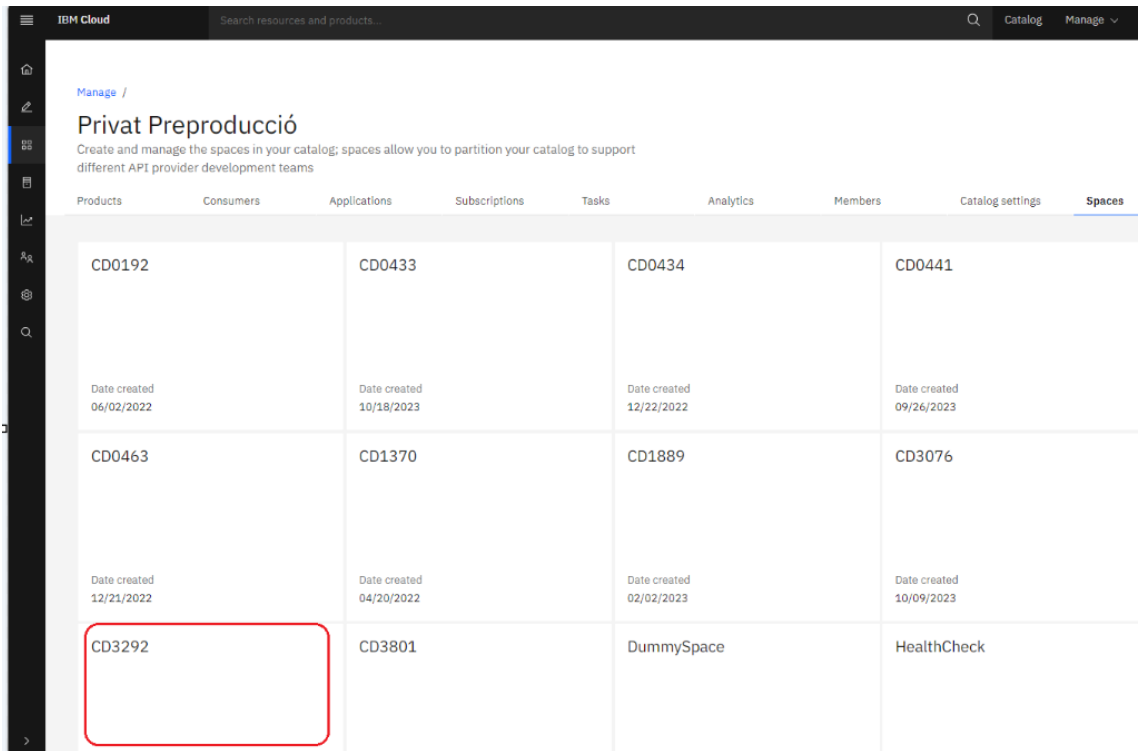 IBM Cloud
Search resources and products...
Catalog
Manage
Manage /
Privat Preproducció
Create and manage the spaces in your catalog; spaces allow you to partition your catalog to support
different API provider development teams
Products
Consumers
Applications
Subscriptions
Tasks
Analytics
Members
Catalog settings
Spaces
CD0192
CD0433
CD0434
CD0441
Date created
Date created
Date created
Date created
06/02/2022
10/18/2023
12/22/2022
09/26/2023
CD0463
CD1370
CD1889
CD3076
Date created
Date created
Date created
Date created
12/21/2022
04/20/2022
02/02/2023
10/09/2023
CD3292
CD3801
DummySpace
HealthCheck